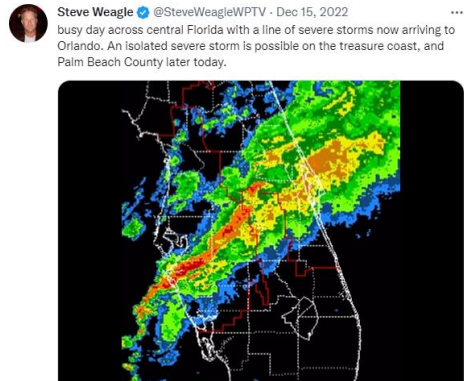 Steve Weagle @SteveWeagleWPTV · Dec 15, 2022 ...
busy day across central Florida with a line of severe storms now arriving to
Orlando. An isolated severe storm is possible on the treasure coast, and
Palm Beach County later today.